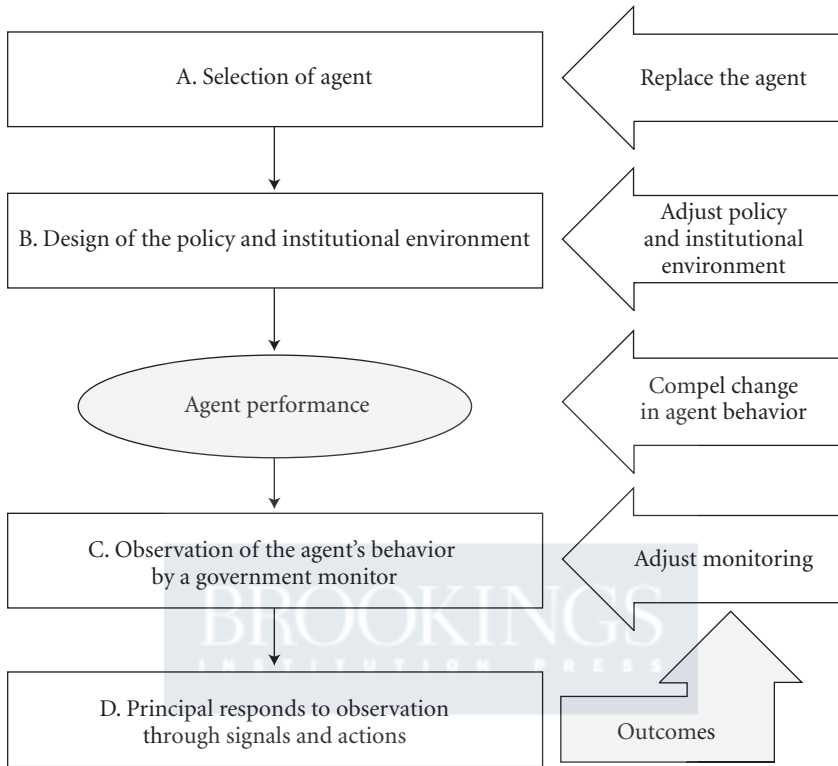 A. Selection of agent
Replace the agent
B. Design of the policy and institutional environment
Adjust policy
and institutional
environment
Agent performance
Compel change
in agent behavior
C. Observation of the agent’s behavior
by a government monitor
Adjust monitoring
BROOKINGS
INSTITUTION PRESS
D. Principal responds to observation
through signals and actions
Outcomes